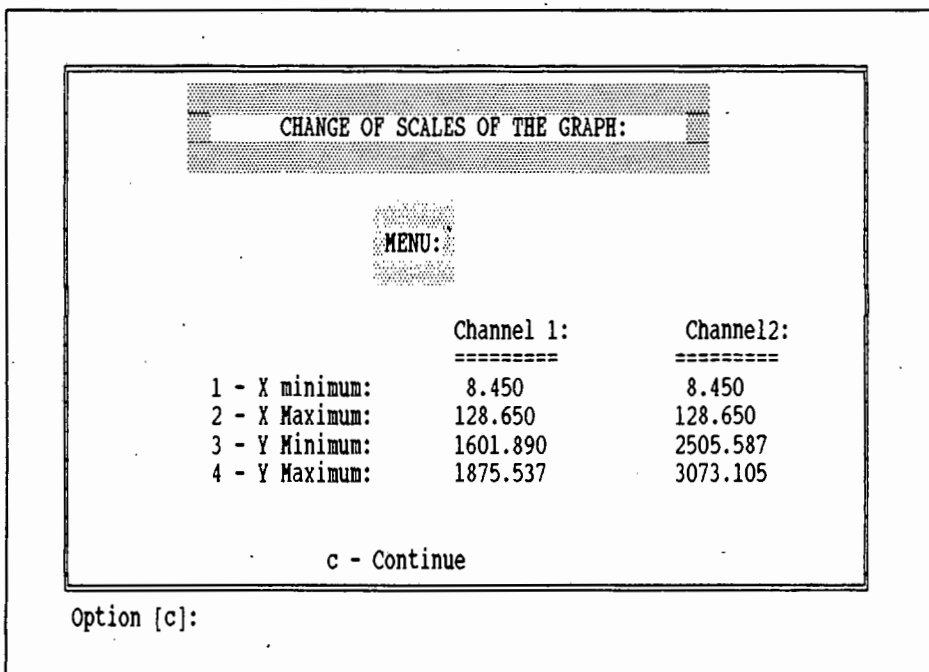 CHANGE OF SCALES OF THE GRAPH:
MENU:
Channel 1: Channel2:
========= =========
1 - X minimum: 8.450 8.450
2 - X Maximum: 128.650 128.650
3 - Y Minimum: 1601.890 2505.587
4 - Y Maximum: 1875.537 3073.105
c - Continue
Option [c]: